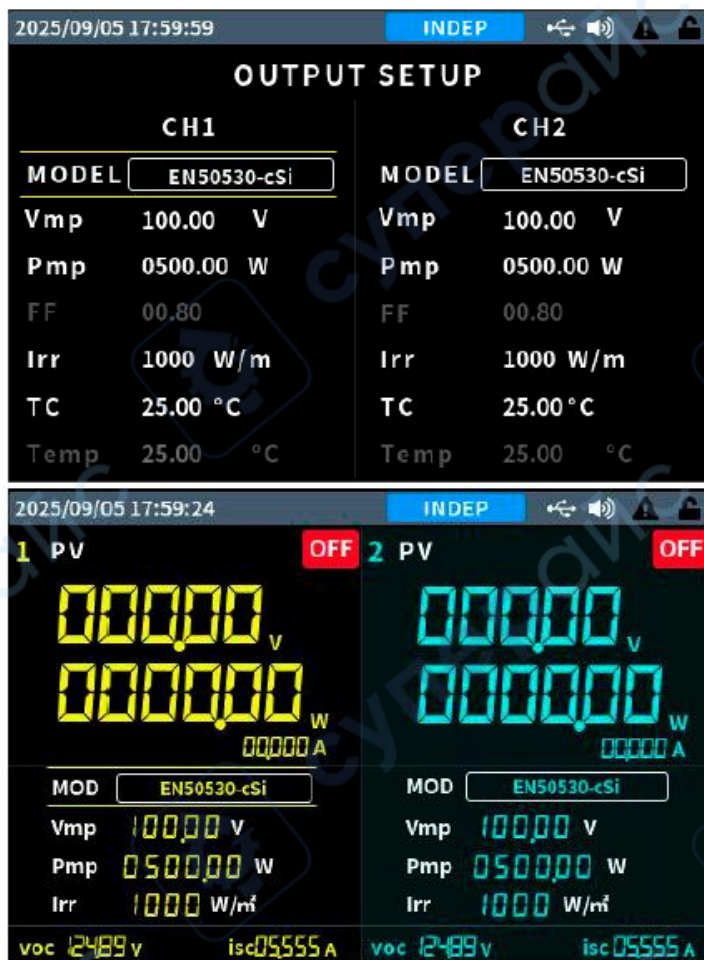 2025/09/05 17:59:59 INDEP
OUTPUT SETUP
CH1 CH2
MODEL EN50530-cSi MODEL EN50530-cSi
Vmp 100.00 V Vmp 100.00 V
Pmp 0500.00 W Pmp 0500.00 W
FF 00.80 FF 00.80
Irr 1000 W/m Irr 1000 W/m
TC 25.00 °C TC 25.00 °C
Temp 25.00 °C Temp 25.00 °C
2025/09/05 17:59:24 INDEP
1 PV OFF 2 PV OFF
000.00 V 000.00 V
0000.00 W 0000.00 W
00.000 A 00.000 A
MOD EN50530-cSi MOD EN50530-cSi
Vmp 100.00 V Vmp 100.00 V
Pmp 0500.00 W Pmp 0500.00 W
Irr 1000 W/㎡ Irr 1000 W/㎡
voc 124.89 V isc 05.555 A voc 124.89 V isc 05.555 A
суперайс